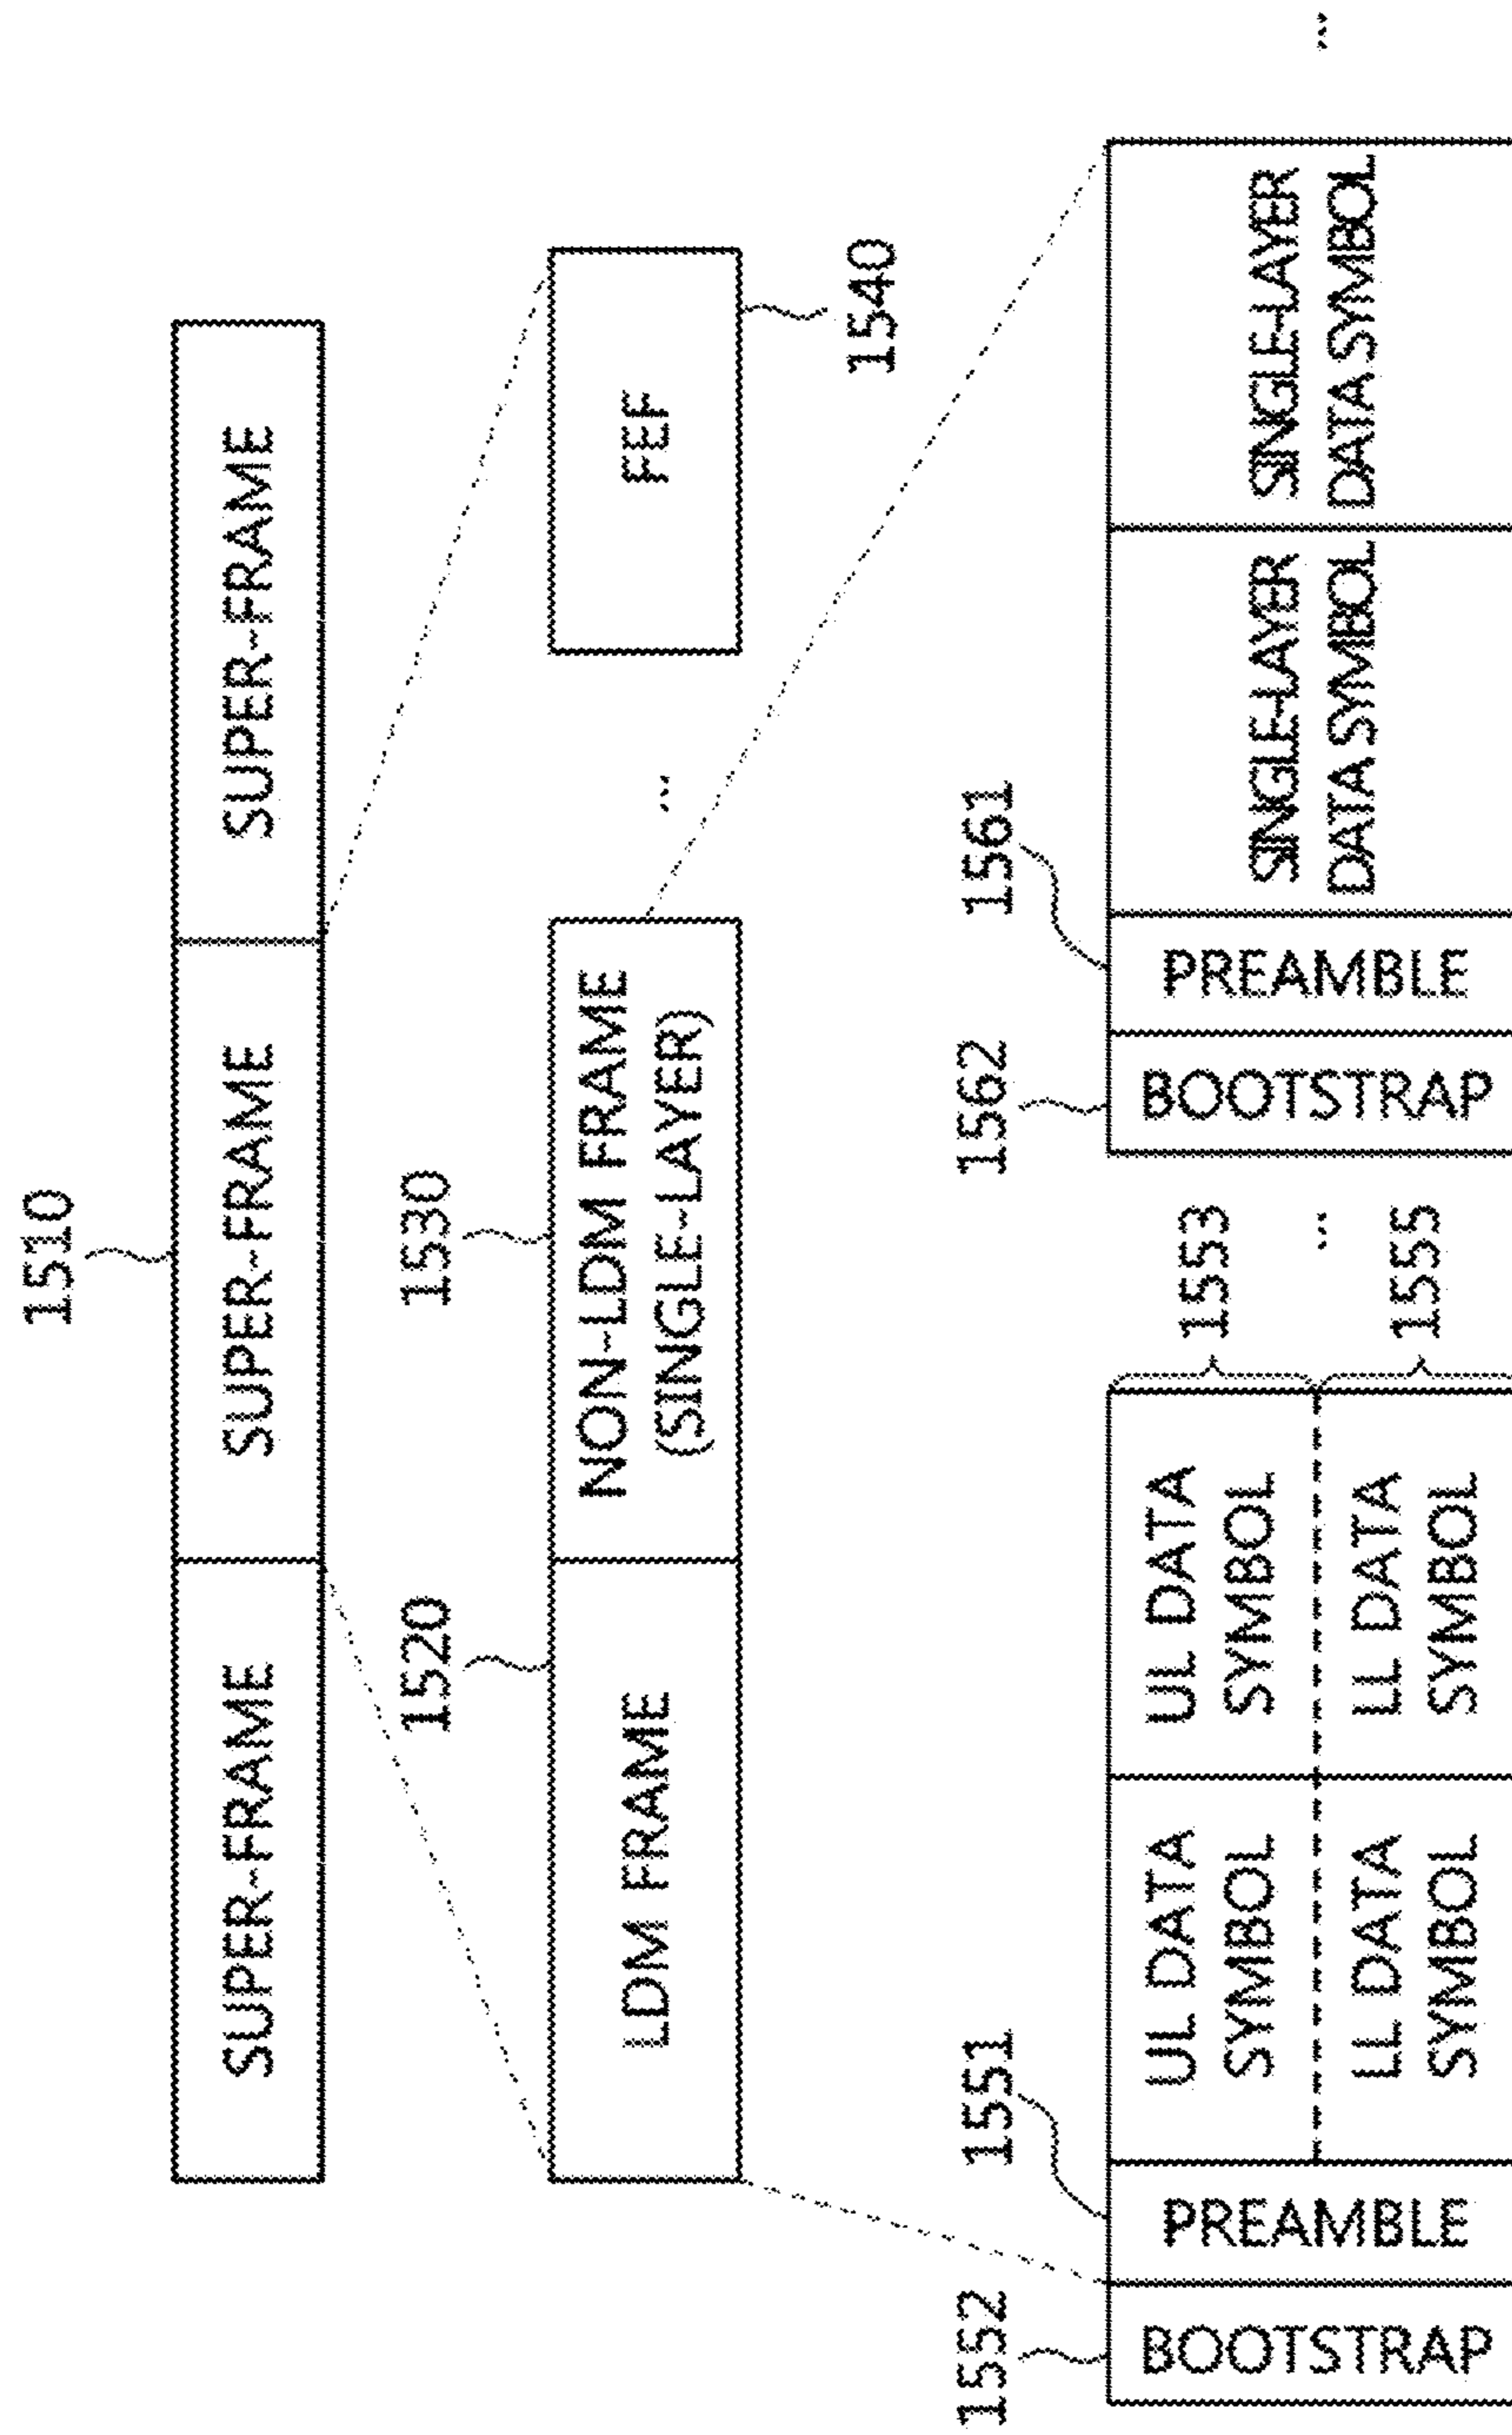 1510
SUPER-FRAME
SUPER-FRAME
SUPER-FRAME
1520
1530
LDM FRAME
NON-LDM FRAME
(SINGLE-LAYER)
...
FEF
1540
1552
1551
1562
1561
BOOTSTRAP
PREAMBLE
UL DATA
SYMBOL
UL DATA
SYMBOL
1553
LL DATA
SYMBOL
LL DATA
SYMBOL
1555
...
BOOTSTRAP
PREAMBLE
SINGLE-LAYER
DATA SYMBOL
SINGLE-LAYER
DATA SYMBOL
...